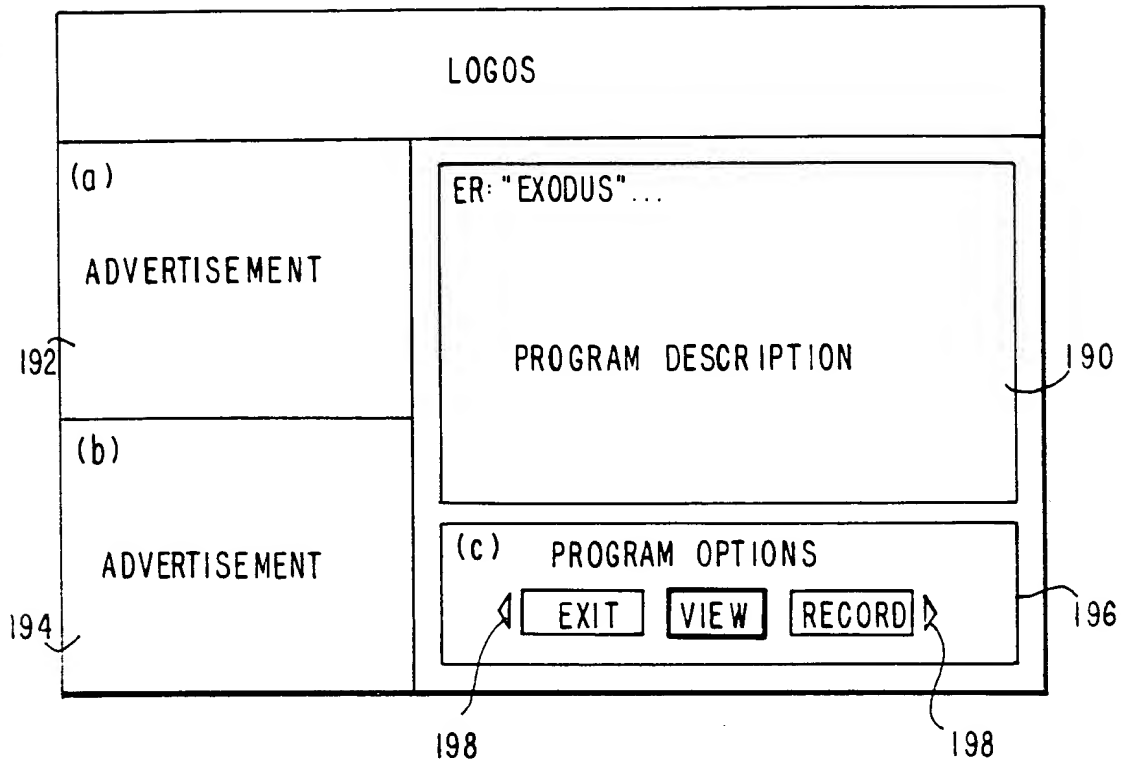 LOGOS
(a)
ADVERTISEMENT
192
(b)
ADVERTISEMENT
194
ER: "EXODUS"...
PROGRAM DESCRIPTION
190
(c) PROGRAM OPTIONS
EXIT VIEW RECORD
196
198 198